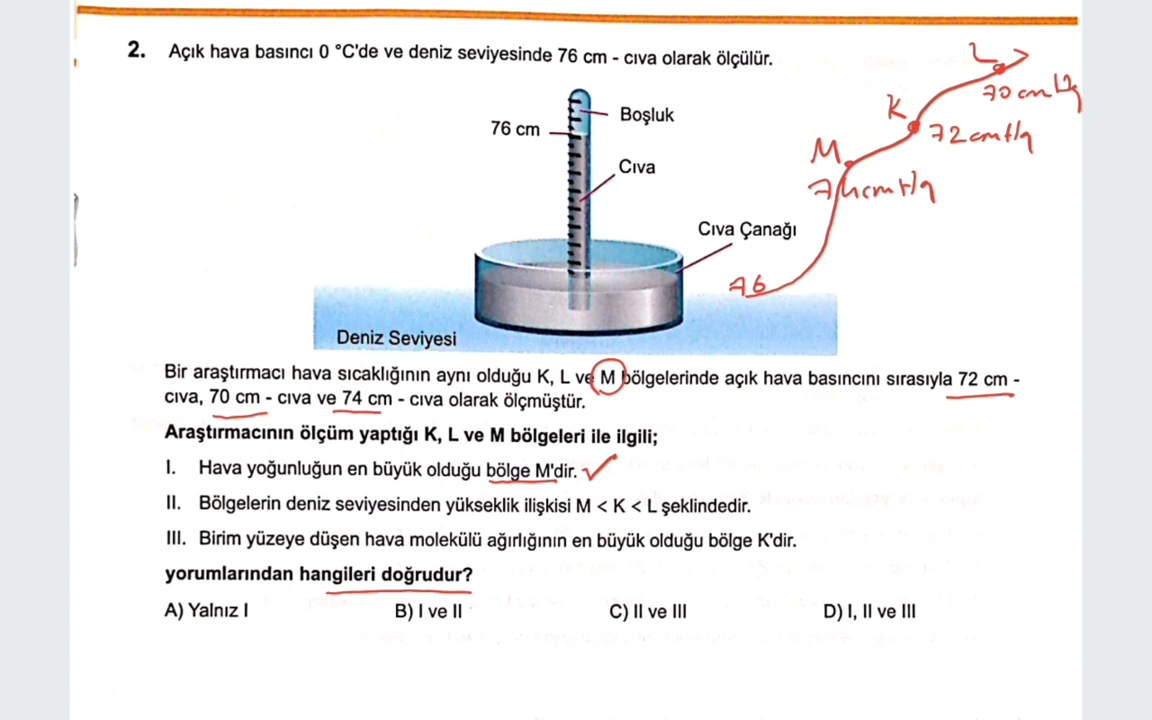 2. Açık hava basıncı 0 °C'de ve deniz seviyesinde 76 cm - cıva olarak ölçülür.
L
70 cm Hg
K
72 cmHg
M
74cmHg
76
76 cm
Boşluk
Cıva
Cıva Çanağı
Deniz Seviyesi
Bir araştırmacı hava sıcaklığının aynı olduğu K, L ve M bölgelerinde açık hava basıncını sırasıyla 72 cm -
cıva, 70 cm - cıva ve 74 cm - cıva olarak ölçmüştür.
Araştırmacının ölçüm yaptığı K, L ve M bölgeleri ile ilgili;
I. Hava yoğunluğun en büyük olduğu bölge M'dir.
II. Bölgelerin deniz seviyesinden yükseklik ilişkisi M < K < L şeklindedir.
III. Birim yüzeye düşen hava molekülü ağırlığının en büyük olduğu bölge K'dir.
yorumlarından hangileri doğrudur?
A) Yalnız I
B) I ve II
C) II ve III
D) I, II ve III